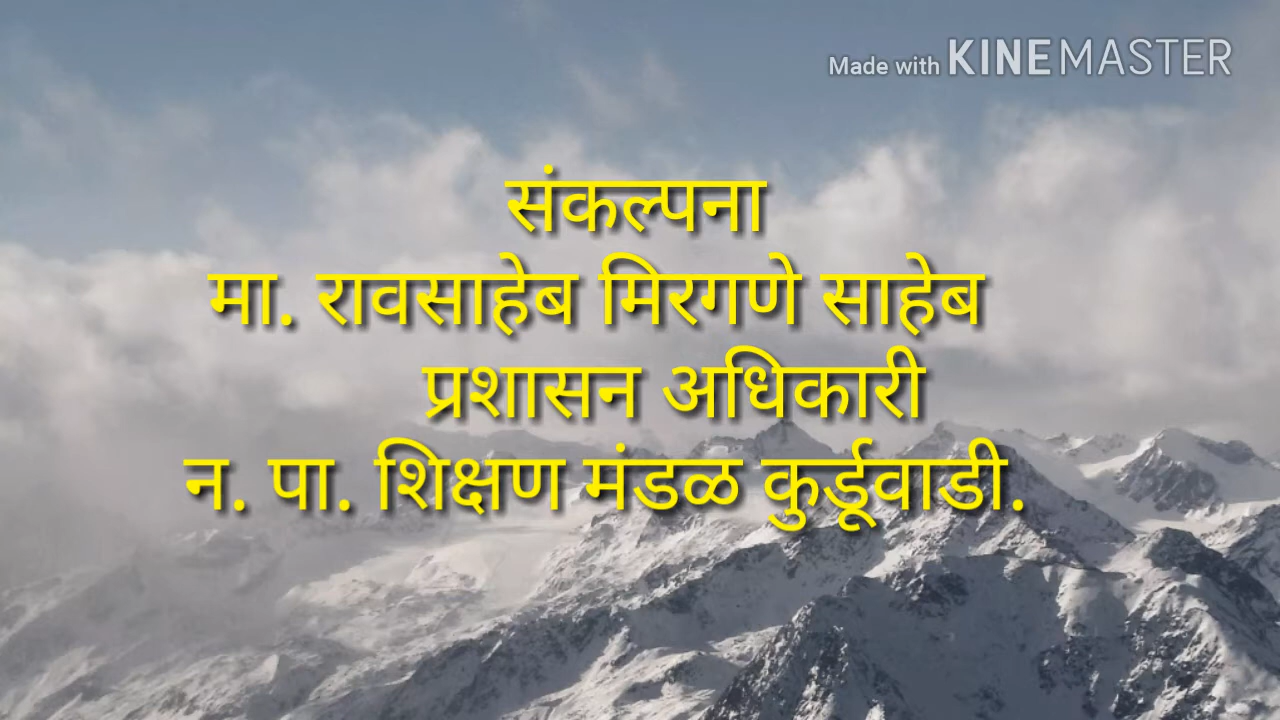 Made with KINEMASTER
संकल्पना
मा. रावसाहेब मिरगणे साहेब
प्रशासन अधिकारी
न. पा. शिक्षण मंडळ कुर्डूवाडी.